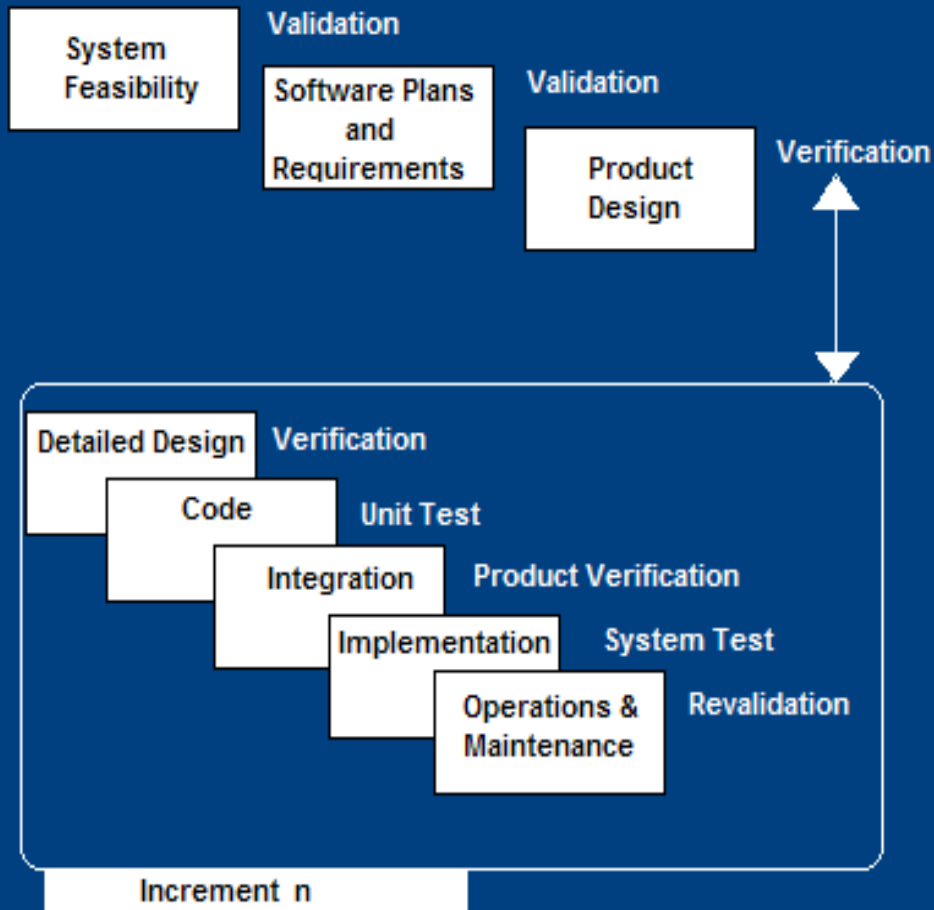 System
Feasibility
Validation
Software Plans
and
Requirements
Validation
Product
Design
Verification
Detailed Design
Verification
Code
Unit Test
Integration
Product Verification
Implementation
System Test
Operations &
Maintenance
Revalidation
Increment n